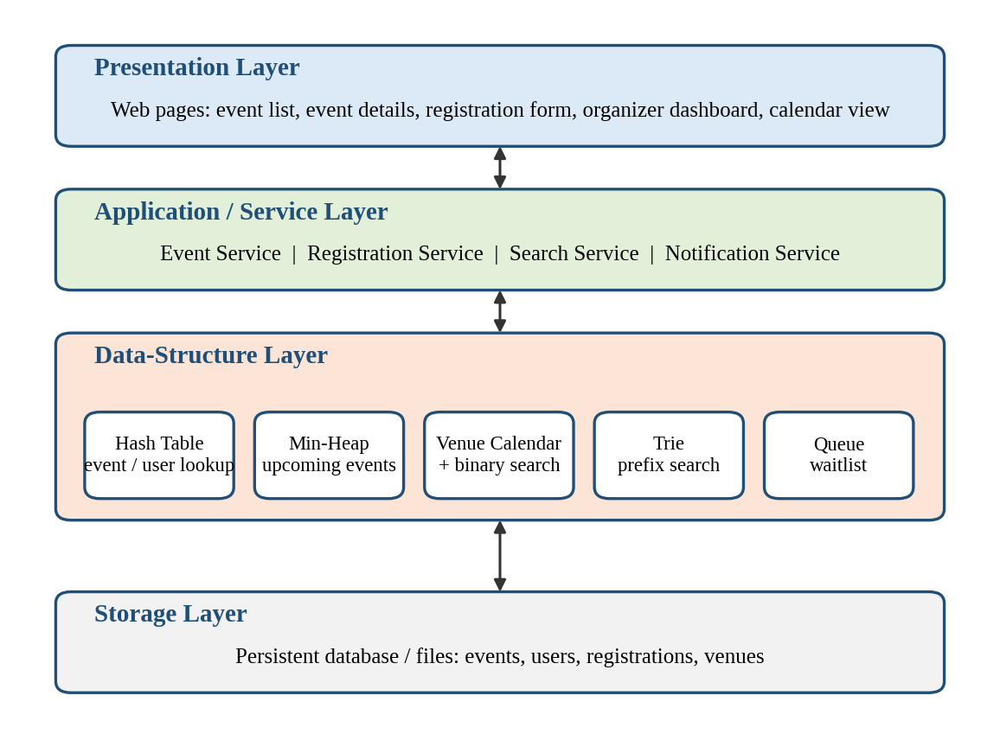 Presentation Layer
Web pages: event list, event details, registration form, organizer dashboard, calendar view
Application / Service Layer
Event Service | Registration Service | Search Service | Notification Service
Data-Structure Layer
Hash Table
event / user lookup
Min-Heap
upcoming events
Venue Calendar
+ binary search
Trie
prefix search
Queue
waitlist
Storage Layer
Persistent database / files: events, users, registrations, venues